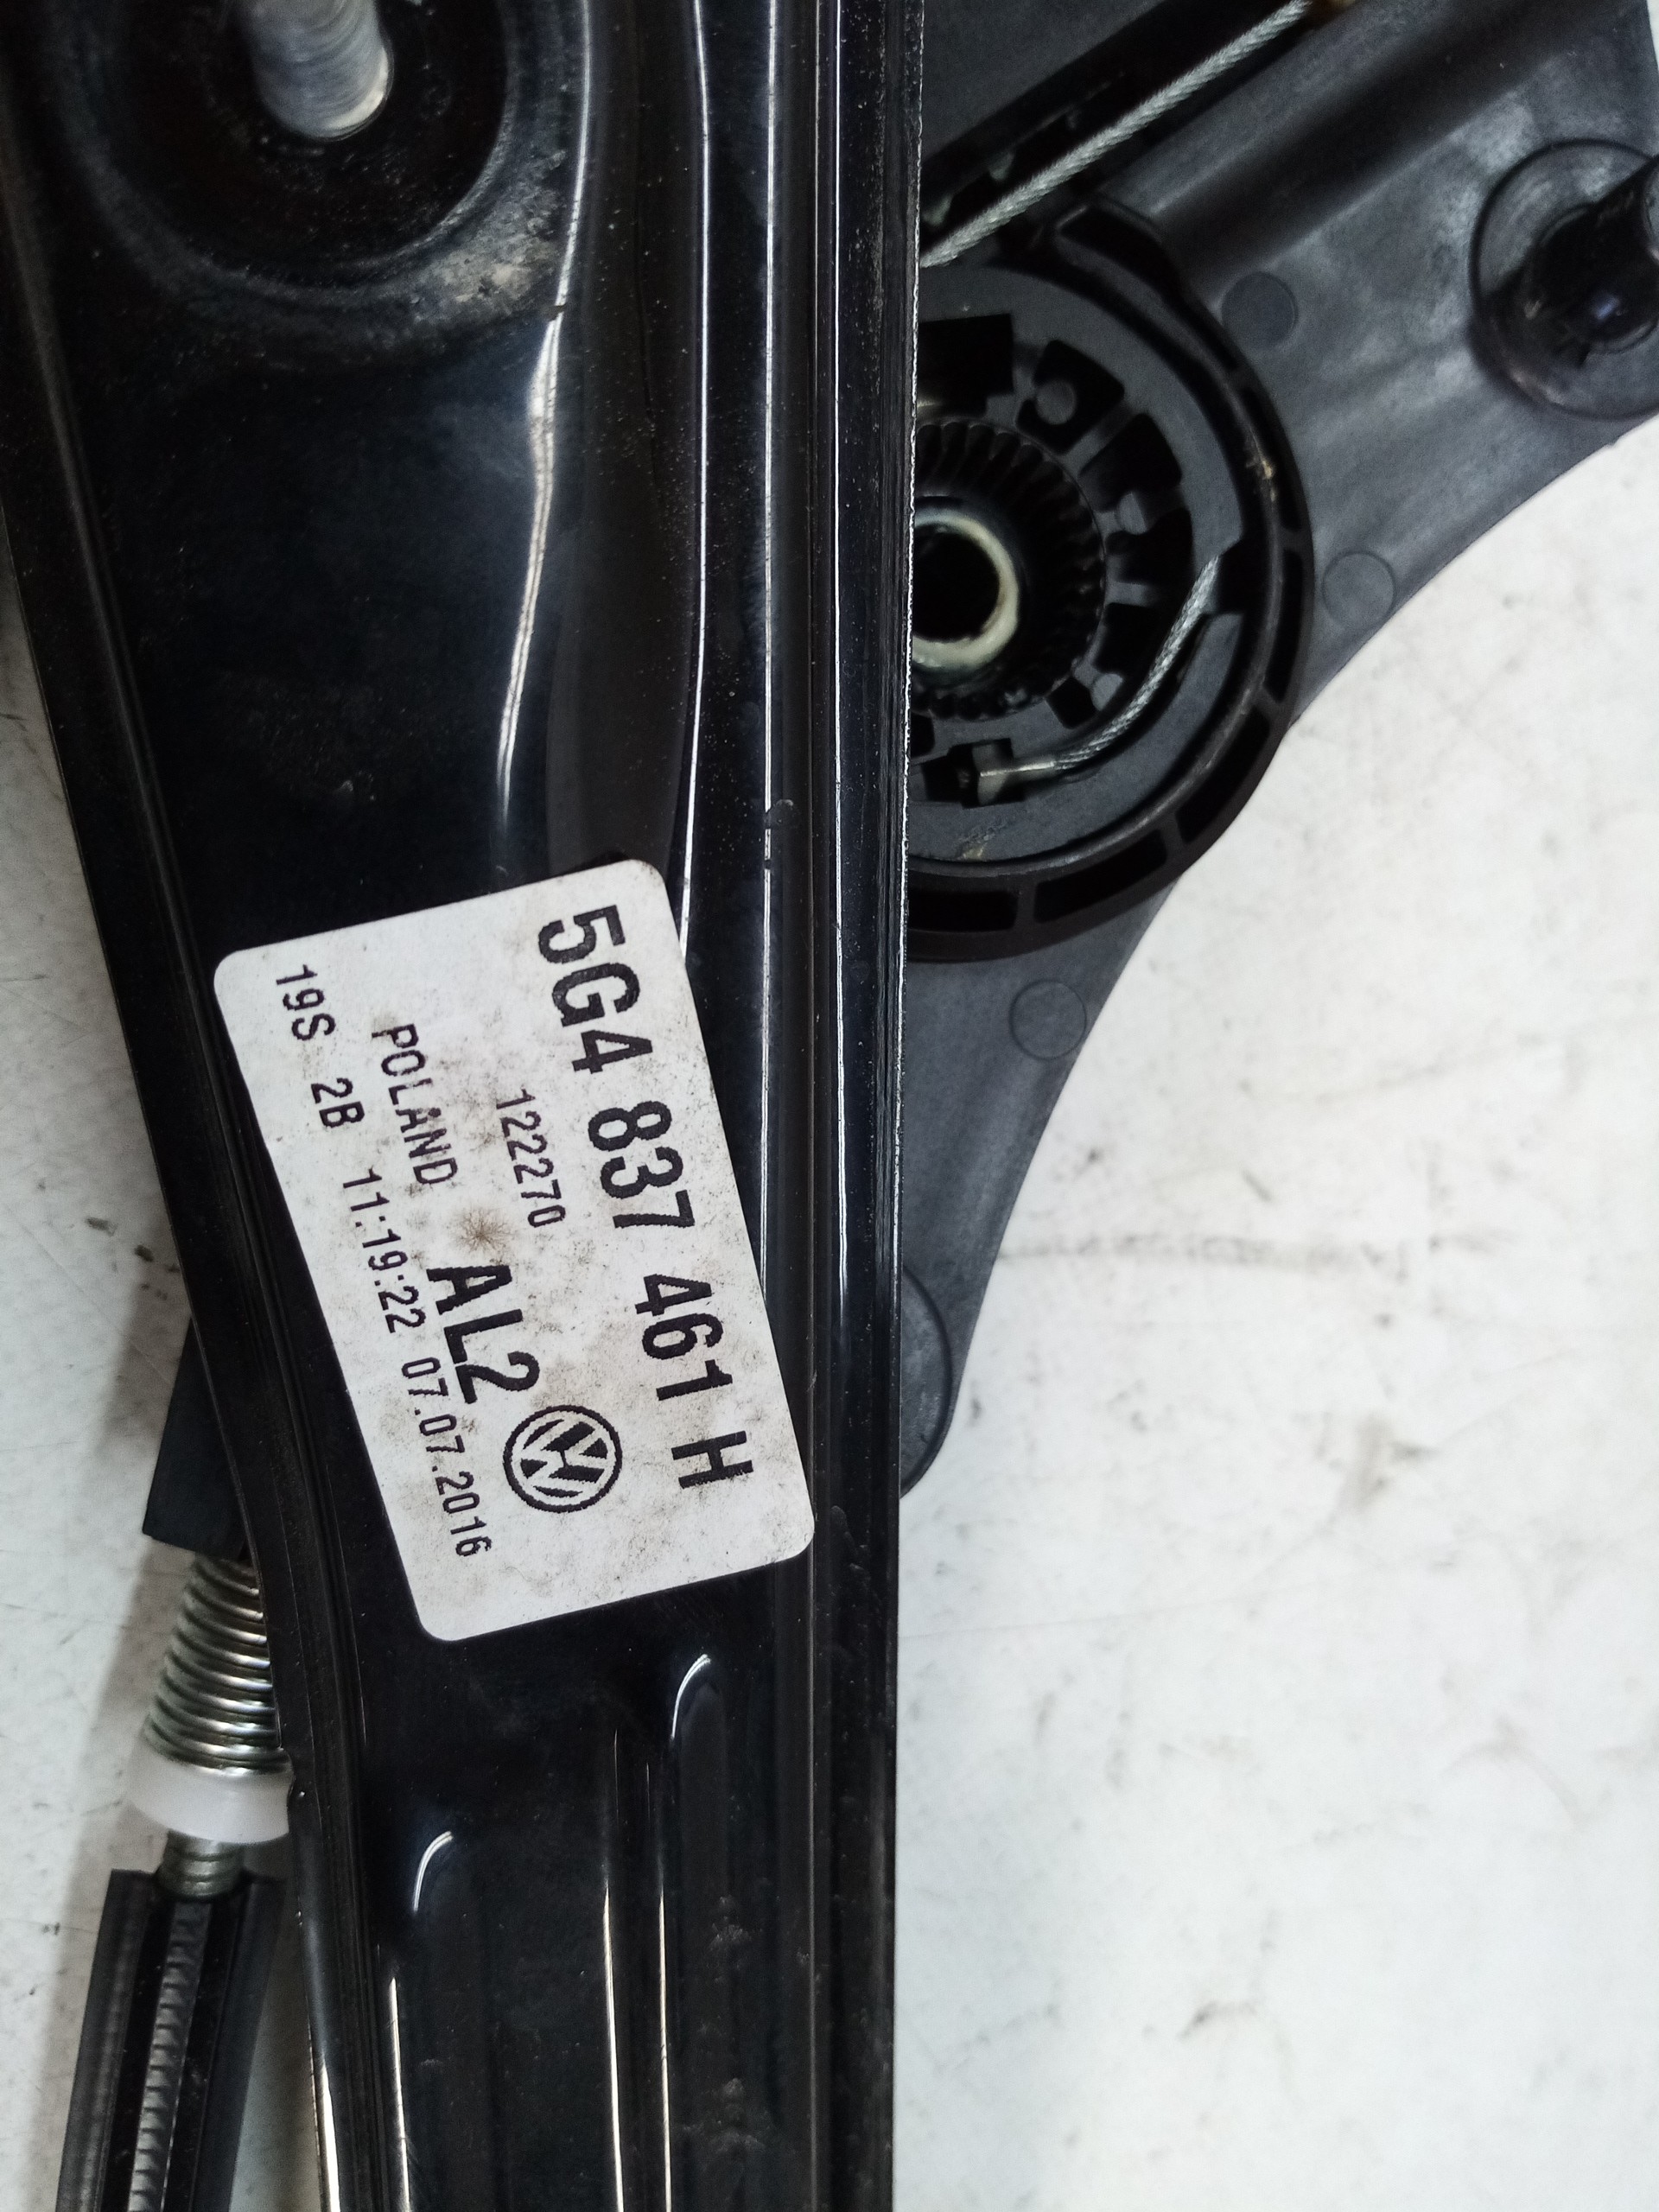 5G4 837 461 H
122270
POLAND AL2
19S 2B 11:19:22 07.07.2016